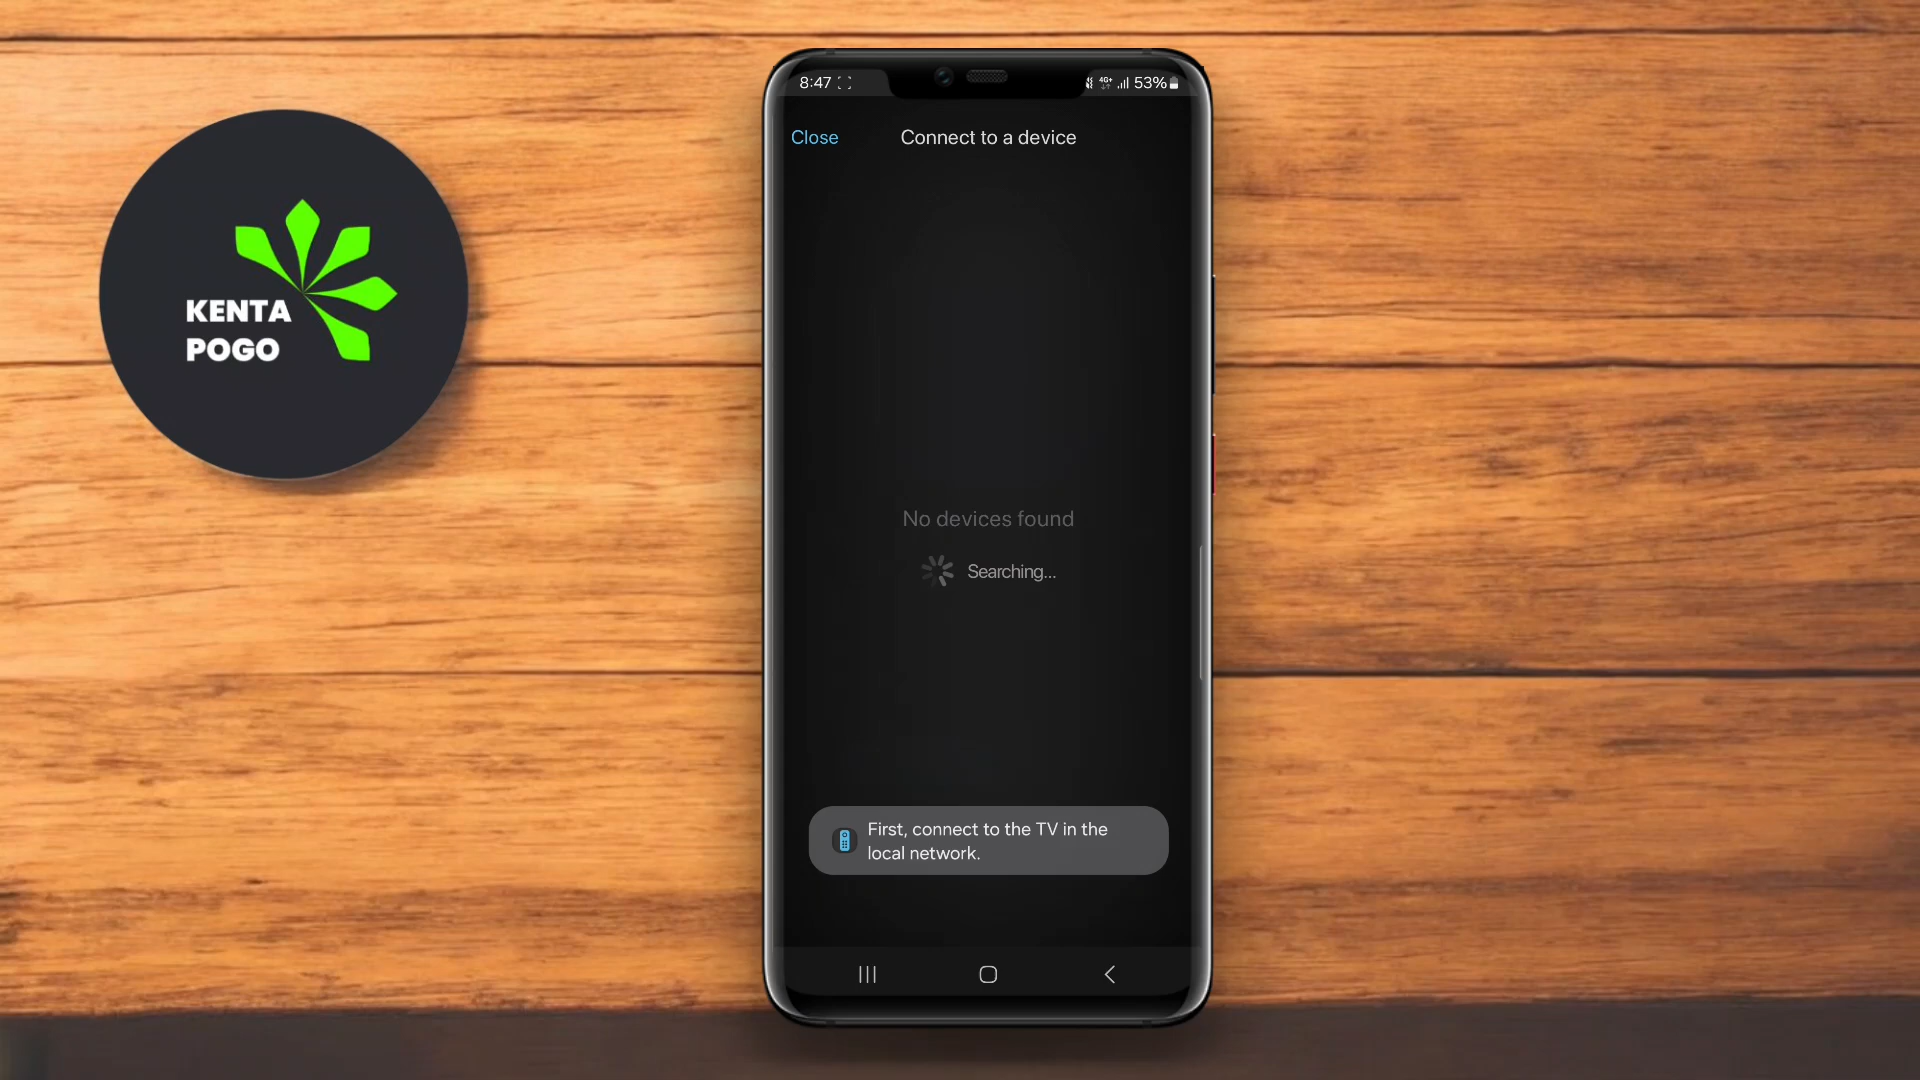 KENTA
POGO
8:47
4G+
53%
Close
Connect to a device
No devices found
Searching...
First, connect to the TV in the
local network.